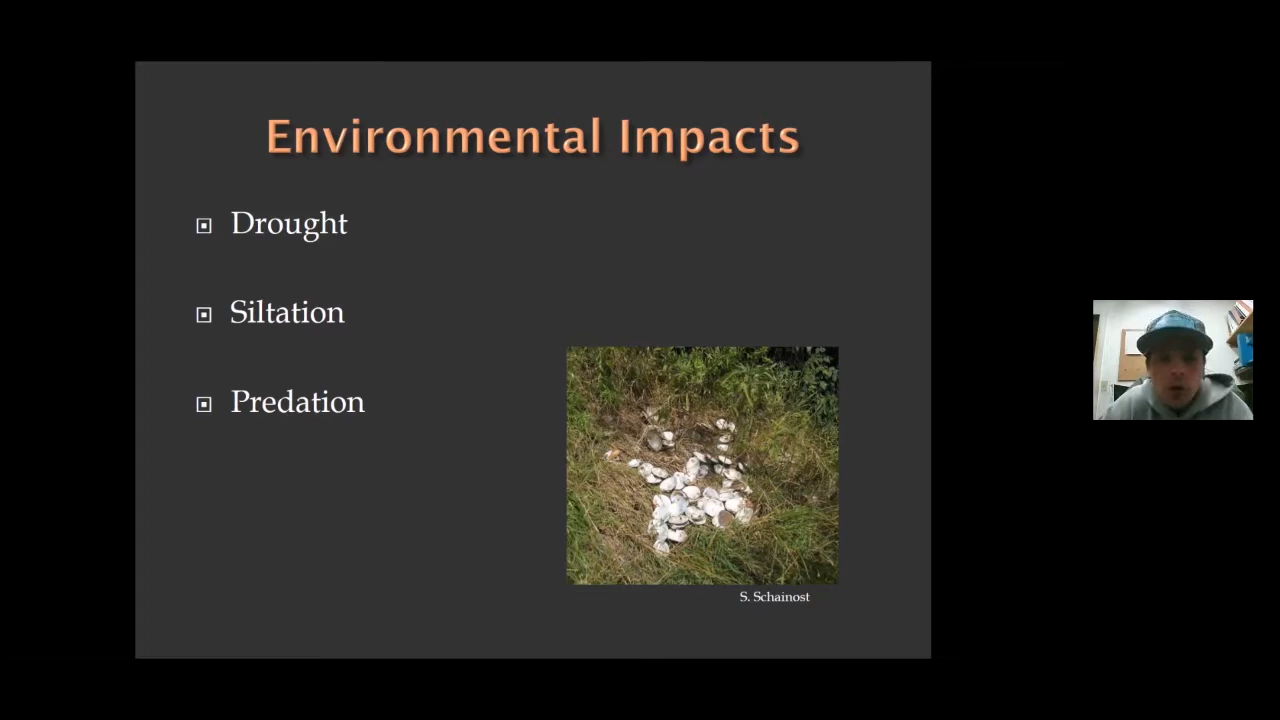 Environmental Impacts
Drought
Siltation
Predation
S. Schainost